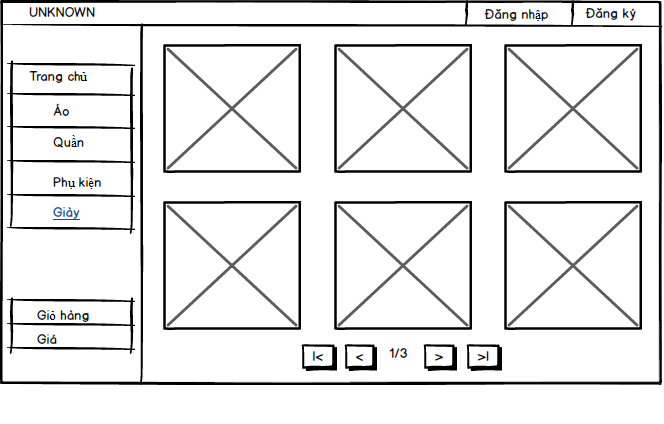 UNKNOWN
Đăng nhập
Đăng ký
Trang chủ
Áo
Quần
Phụ kiện
Giày
Giỏ hàng
Giá
|<
<
1/3
>
>|